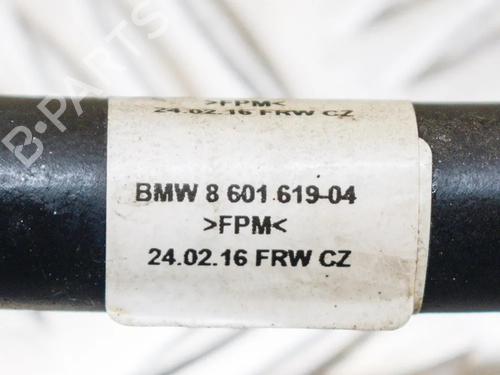 B-PARTS
>FPM<
24.02.16 FRW CZ
BMW 8 601 619-04
>FPM<
24.02.16 FRW CZ